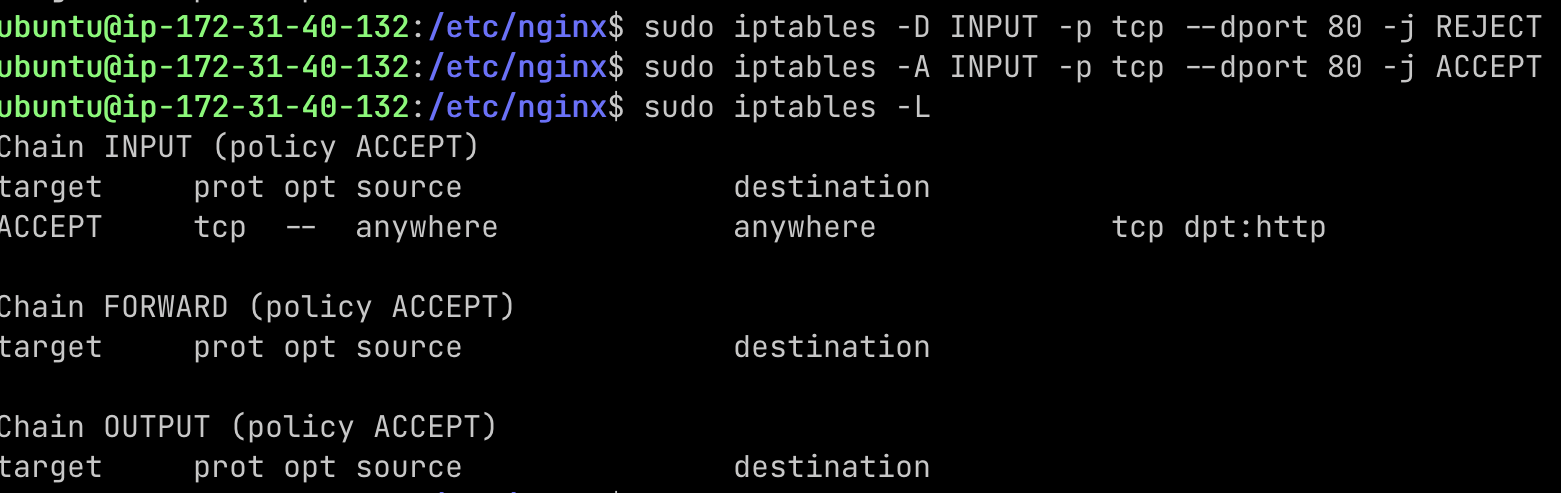 ubuntu@ip-172-31-40-132:/etc/nginx$ sudo iptables -D INPUT -p tcp --dport 80 -j REJECT
ubuntu@ip-172-31-40-132:/etc/nginx$ sudo iptables -A INPUT -p tcp --dport 80 -j ACCEPT
ubuntu@ip-172-31-40-132:/etc/nginx$ sudo iptables -L
Chain INPUT (policy ACCEPT)
target     prot opt source               destination
ACCEPT     tcp  --  anywhere             anywhere             tcp dpt:http
Chain FORWARD (policy ACCEPT)
target     prot opt source               destination
Chain OUTPUT (policy ACCEPT)
target     prot opt source               destination